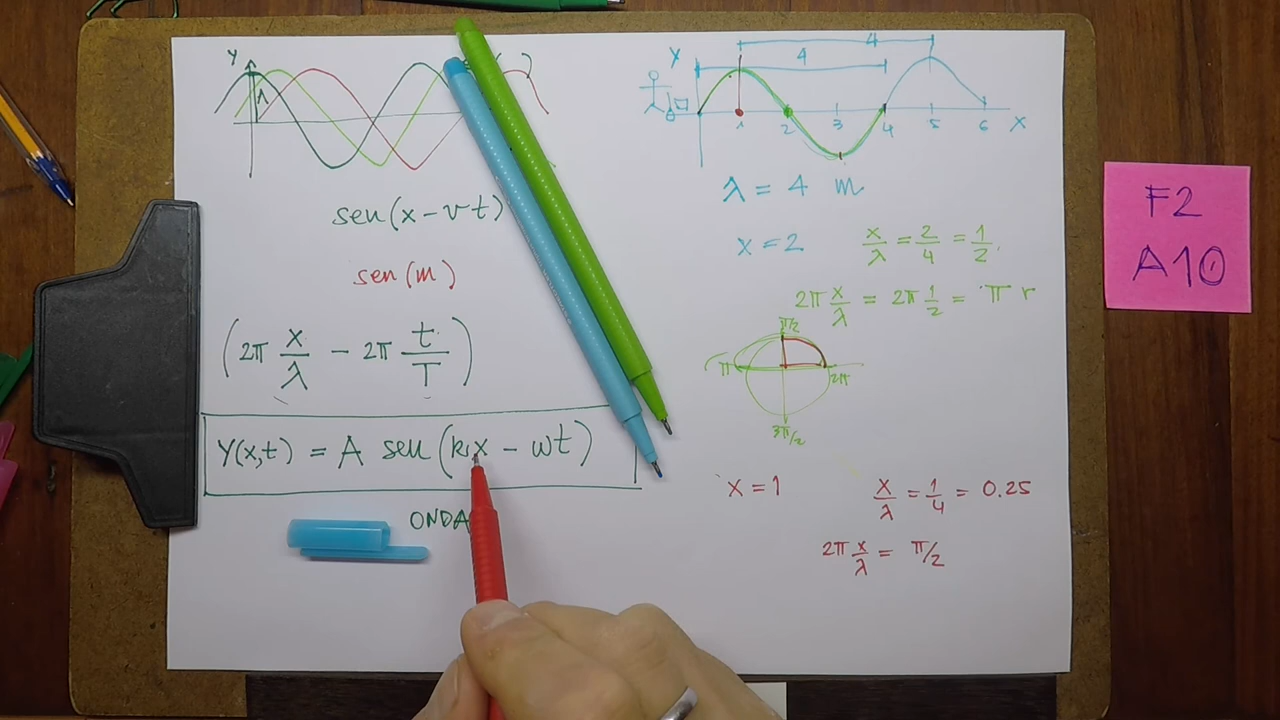 Y
A
sen(x - vt)
sen(m)
(2π x/λ - 2π t/T)
Y(x,t) = A sen(k x - wt)
ONDA
4
4
Y
1 2 3 4 5 6 X
λ = 4 m
x = 2
x/λ = 2/4 = 1/2.
2π x/λ = 2π 1/2 = π r
π/2
π
2π
3π/2
x = 1
x/λ = 1/4 = 0.25
2π x/λ = π/2
F2
A10